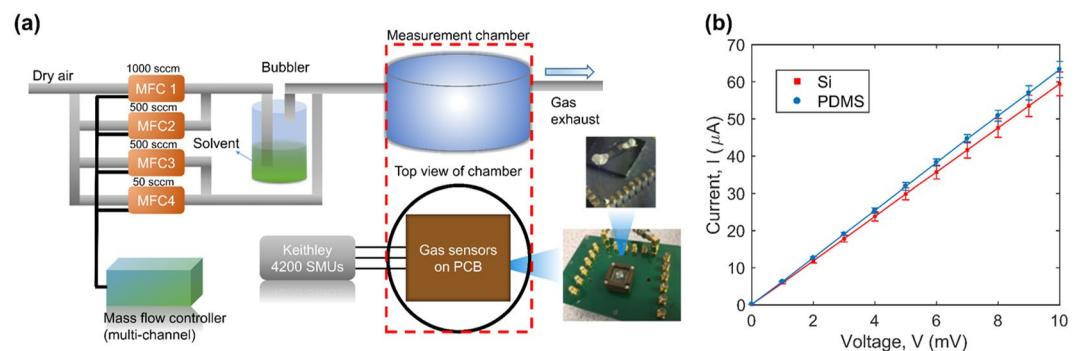 (a)
Dry air
1000 sccm
MFC 1
500 sccm
MFC2
500 sccm
MFC3
50 sccm
MFC4
Bubbler
Solvent
Measurement chamber
Gas
exhaust
Top view of chamber
Keithley
4200 SMUs
Gas sensors
on PCB
Mass flow controller
(multi-channel)
(b)
70
60
50
40
30
20
10
0
Current, I ( μA)
Si
PDMS
0
2
4
6
8
10
Voltage, V (mV)